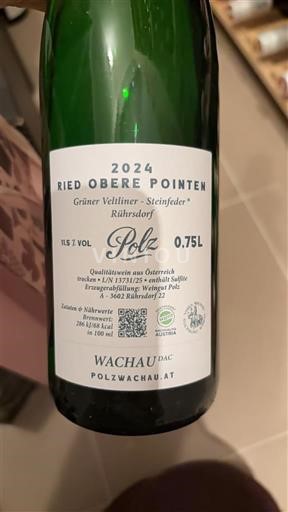 2024
RIED OBERE POINTEN
Grüner Veltliner - Steinfeder*
Rührsdorf
11.5 % VOL Polz 0.75L
Qualitätswein aus Österreich
trocken • L/N 13731/25 • enthält Sulfite
Erzeugerabfüllung: Weingut Polz
A - 3602 Rührsdorf 22
Zutaten & Nährwerte
Brennwert:
286 kJ/68 kcal
in 100 ml
AUSTRIA
WACHAU DAC
POLZWACHAU.AT